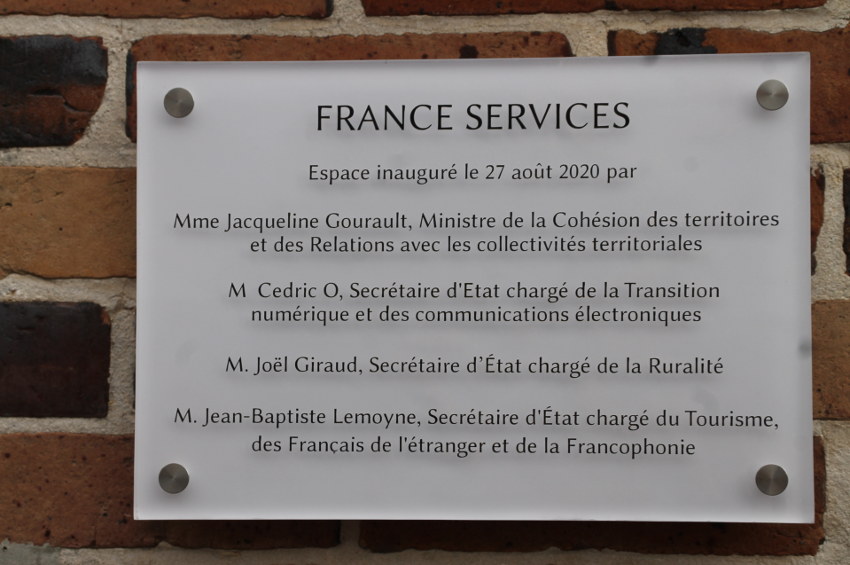 FRANCE SERVICES
Espace inauguré le 27 août 2020 par
Mme Jacqueline Gourault, Ministre de la Cohésion des territoires
et des Relations avec les collectivités territoriales
M Cedric O, Secrétaire d'Etat chargé de la Transition
numérique et des communications électroniques
M. Joël Giraud, Secrétaire d’État chargé de la Ruralité
M. Jean-Baptiste Lemoyne, Secrétaire d'État chargé du Tourisme,
des Français de l'étranger et de la Francophonie